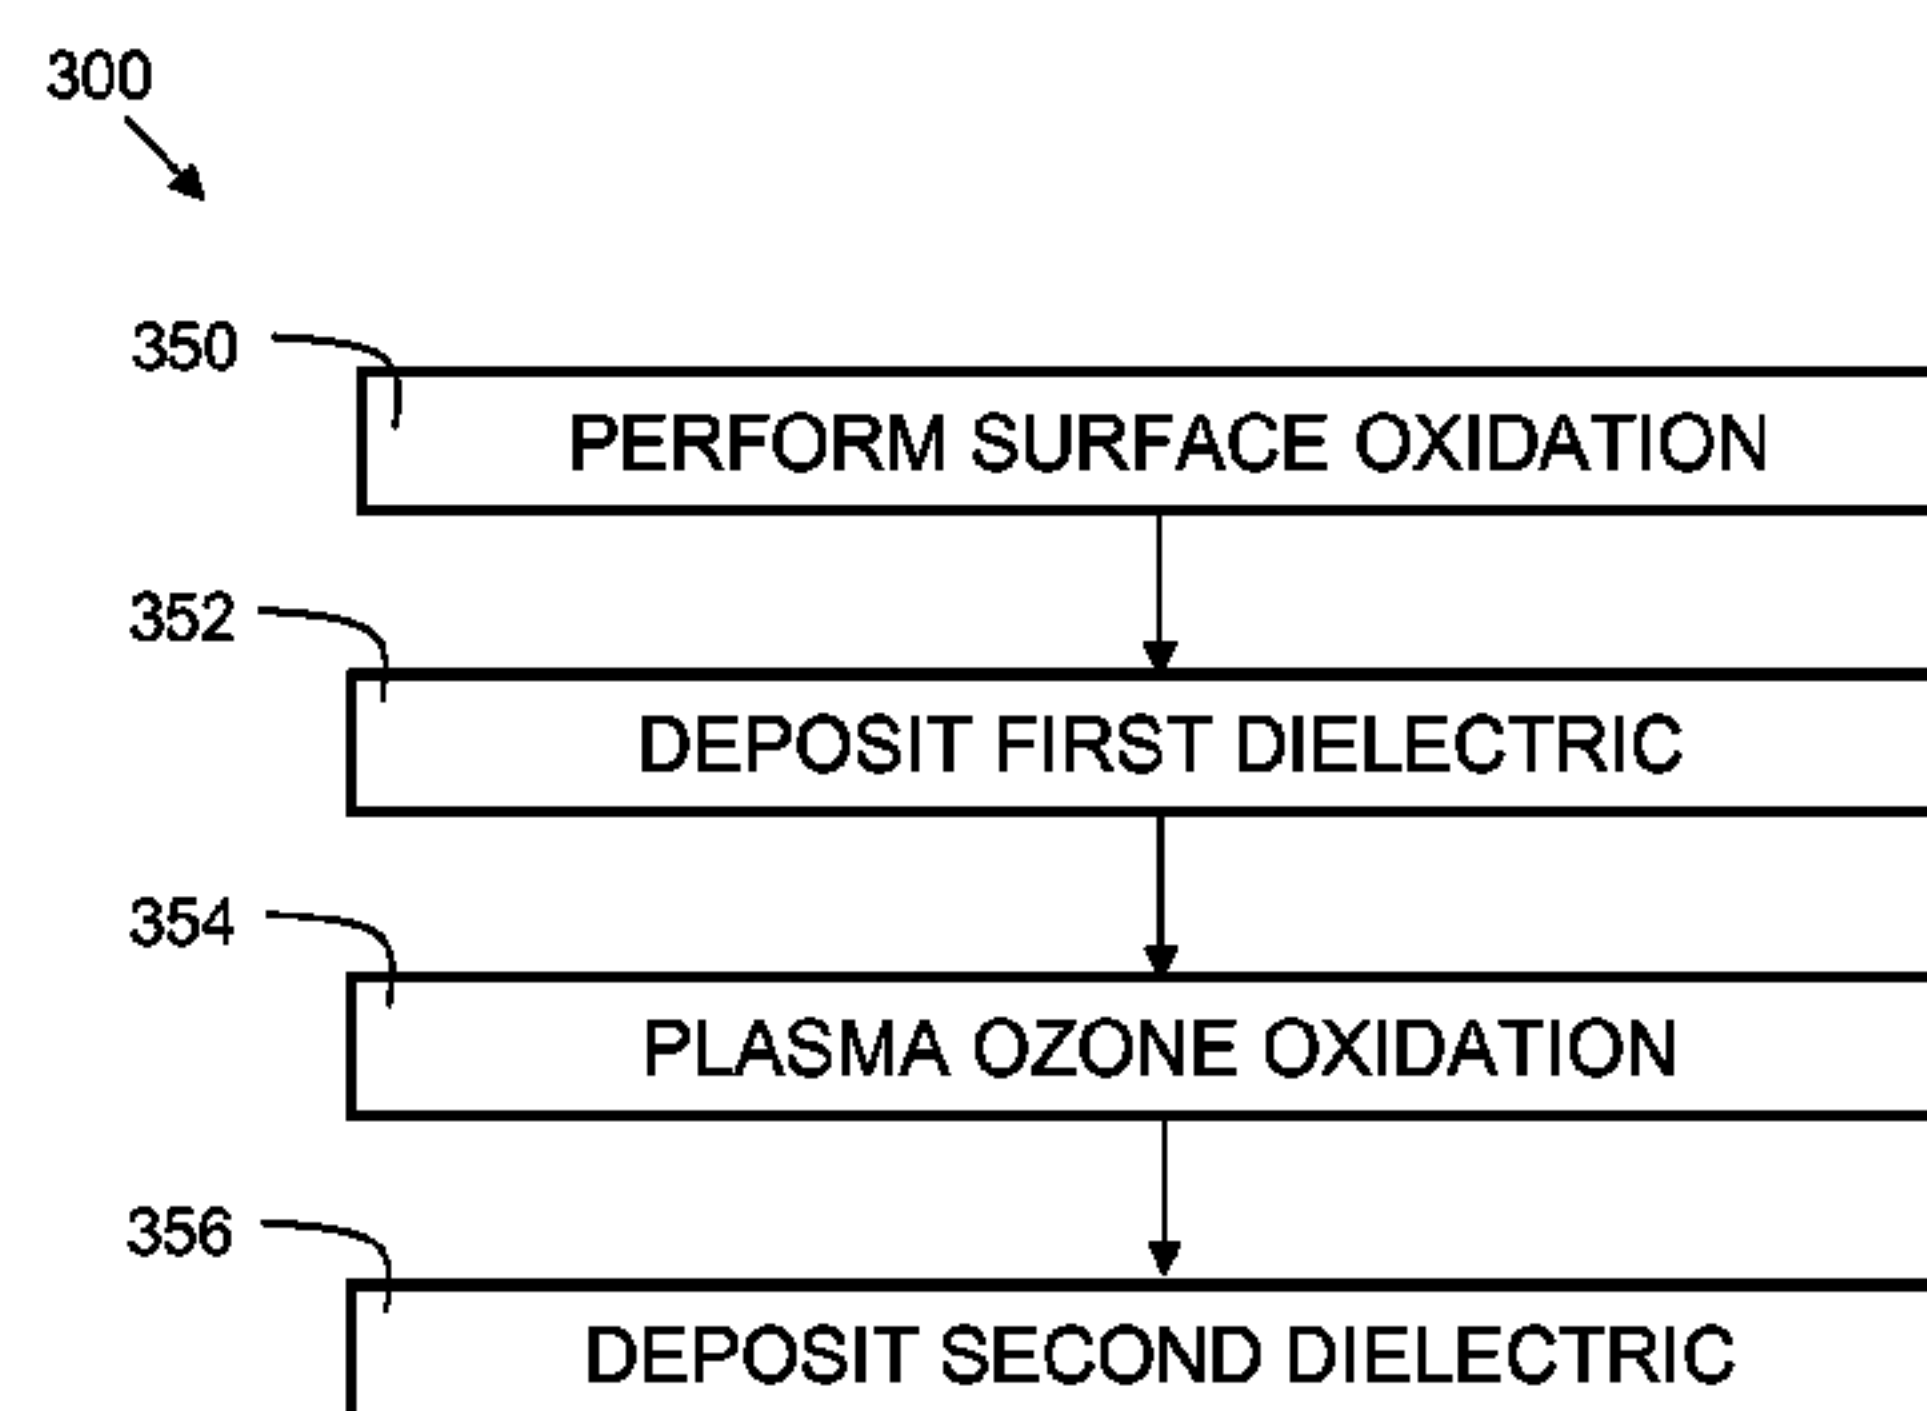 300
350
PERFORM SURFACE OXIDATION
352
DEPOSIT FIRST DIELECTRIC
354
PLASMA OZONE OXIDATION
356
DEPOSIT SECOND DIELECTRIC